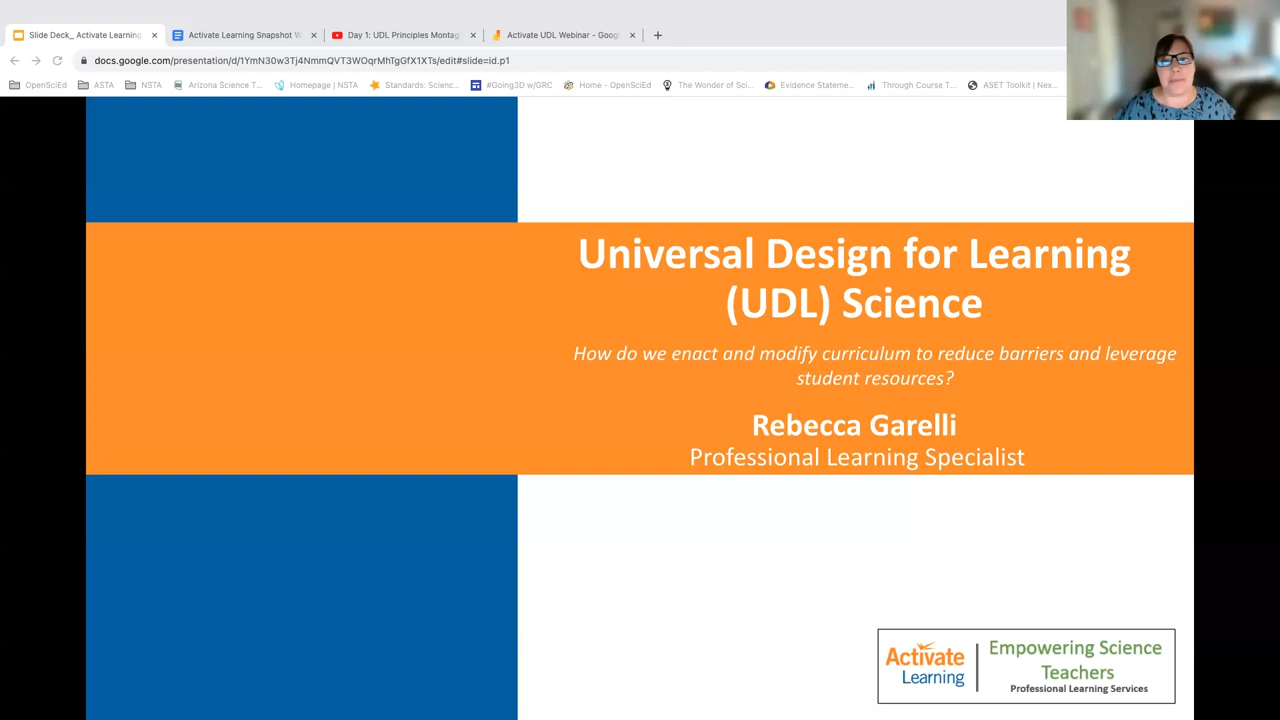 Slide Deck_ Activate Learning
Activate Learning Snapshot W
Day 1: UDL Principles Montag
Activate UDL Webinar - Googl
docs.google.com/presentation/d/1YmN30w3Tj4NmmQVT3WOqrMhTgGfX1XTs/edit#slide=id.p1
OpenSciEd
ASTA
NSTA
Arizona Science T...
Homepage | NSTA
Standards: Scienc...
#Going3D w/GRC
Home - OpenSciEd
The Wonder of Sci...
Evidence Stateme...
Through Course T...
ASET Toolkit | Nex...
Universal Design for Learning
(UDL) Science
How do we enact and modify curriculum to reduce barriers and leverage
student resources?
Rebecca Garelli
Professional Learning Specialist
Activate
Learning
Empowering Science
Teachers
Professional Learning Services